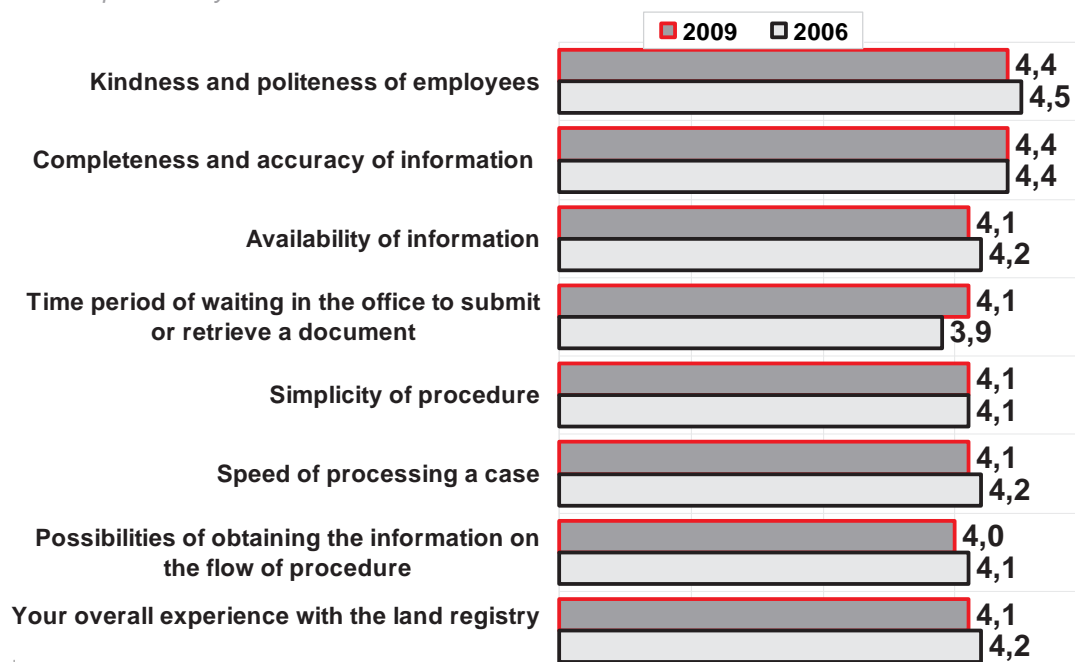 2009 2006
Kindness and politeness of employees
4,4
4,5
Completeness and accuracy of information
4,4
4,4
Availability of information
4,1
4,2
Time period of waiting in the office to submit
or retrieve a document
4,1
3,9
Simplicity of procedure
4,1
4,1
Speed of processing a case
4,1
4,2
Possibilities of obtaining the information on
the flow of procedure
4,0
4,1
Your overall experience with the land registry
4,1
4,2